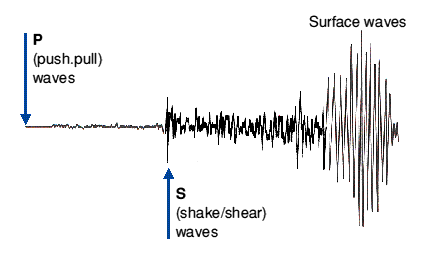 Surface waves
P
(push.pull)
waves
S
(shake/shear)
waves